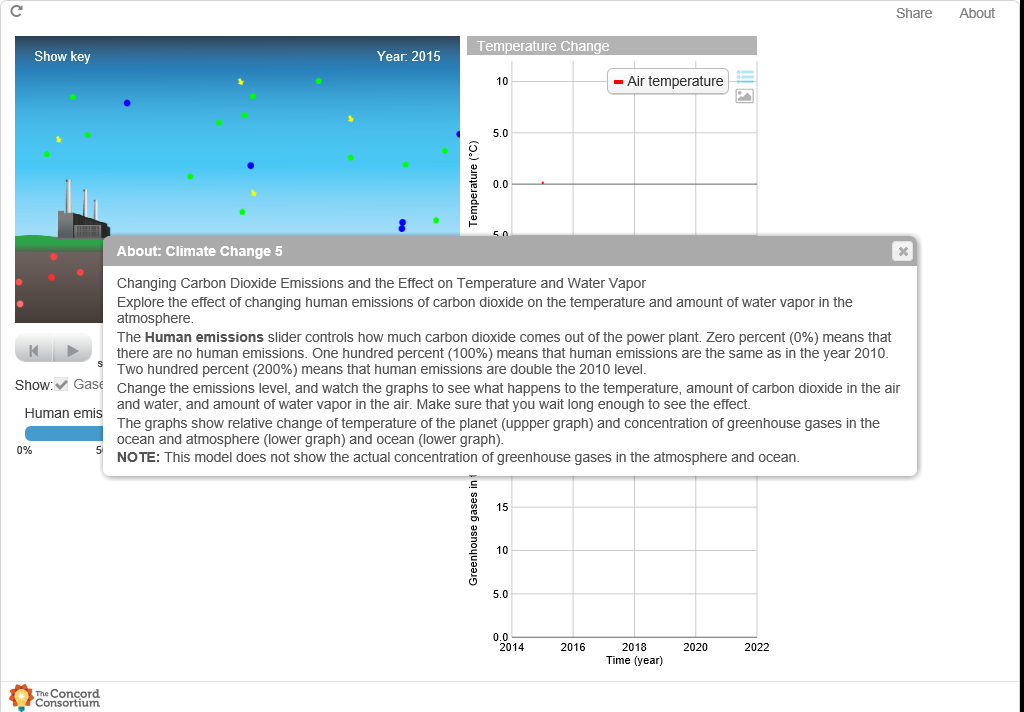 Share About
Show key Year: 2015
Temperature Change
Air temperature
10
5.0
0.0
5.0
Temperature (°C)
About: Climate Change 5
Changing Carbon Dioxide Emissions and the Effect on Temperature and Water Vapor
Explore the effect of changing human emissions of carbon dioxide on the temperature and amount of water vapor in the
atmosphere.
The Human emissions slider controls how much carbon dioxide comes out of the power plant. Zero percent (0%) means that
there are no human emissions. One hundred percent (100%) means that human emissions are the same as in the year 2010.
Two hundred percent (200%) means that human emissions are double the 2010 level.
Change the emissions level, and watch the graphs to see what happens to the temperature, amount of carbon dioxide in the air
and water, and amount of water vapor in the air. Make sure that you wait long enough to see the effect.
The graphs show relative change of temperature of the planet (uppper graph) and concentration of greenhouse gases in the
ocean and atmosphere (lower graph) and ocean (lower graph).
NOTE: This model does not show the actual concentration of greenhouse gases in the atmosphere and ocean.
s
Show: Gase
Human emis
0% 5
Greenhouse gases in
15
10
5.0
0.0
2014 2016 2018 2020 2022
Time (year)
The Concord
Consortium